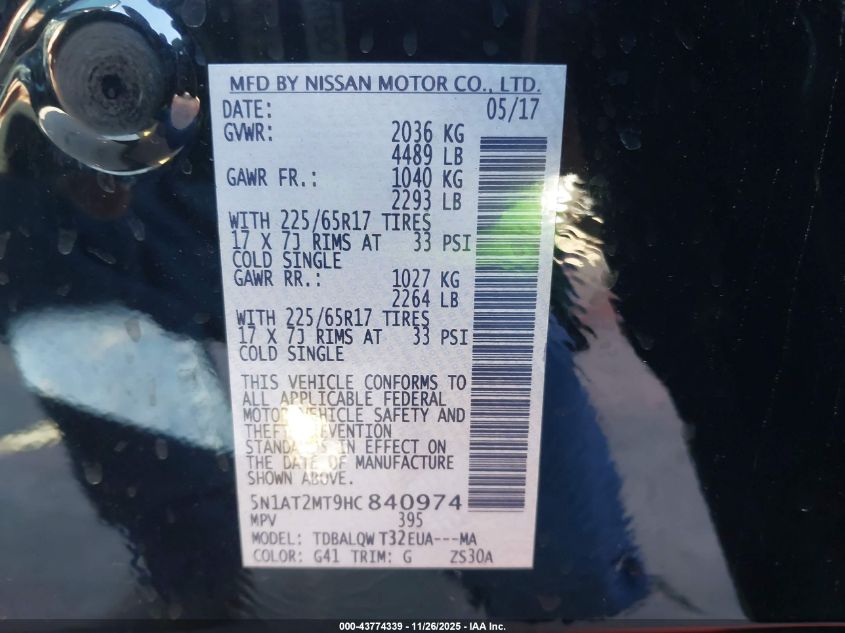 MFD BY NISSAN MOTOR CO., LTD.
DATE: 05/17
GVWR: 2036 KG
4489 LB
GAWR FR.: 1040 KG
2293 LB
WITH 225/65R17 TIRES
17 X 7J RIMS AT 33 PSI
COLD SINGLE
GAWR RR.: 1027 KG
2264 LB
WITH 225/65R17 TIRES
17 X 7J RIMS AT 33 PSI
COLD SINGLE
THIS VEHICLE CONFORMS TO
ALL APPLICABLE FEDERAL
MOTOR VEHICLE SAFETY AND
THEFT PREVENTION
STANDARDS IN EFFECT ON
THE DATE OF MANUFACTURE
SHOWN ABOVE.
5N1AT2MT9HC840974
MPV 395
MODEL: TDBALQW T32EUA---MA
COLOR: G41 TRIM: G ZS30A
000-43774339 - 11/26/2025 - IAA Inc.